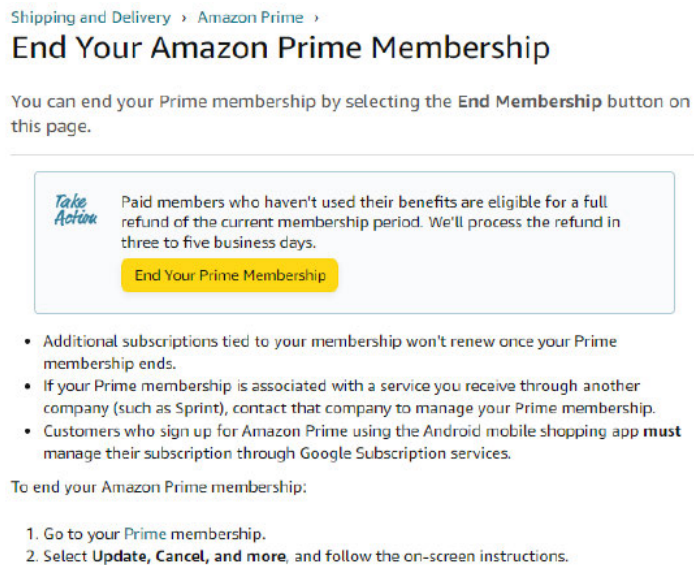 Shipping and Delivery › Amazon Prime ›
End Your Amazon Prime Membership
You can end your Prime membership by selecting the End Membership button on
this page.
Take
Action
Paid members who haven't used their benefits are eligible for a full
refund of the current membership period. We'll process the refund in
three to five business days.
End Your Prime Membership
• Additional subscriptions tied to your membership won't renew once your Prime
membership ends.
• If your Prime membership is associated with a service you receive through another
company (such as Sprint), contact that company to manage your Prime membership.
• Customers who sign up for Amazon Prime using the Android mobile shopping app must
manage their subscription through Google Subscription services.
To end your Amazon Prime membership:
1. Go to your Prime membership.
2. Select Update, Cancel, and more, and follow the on-screen instructions.